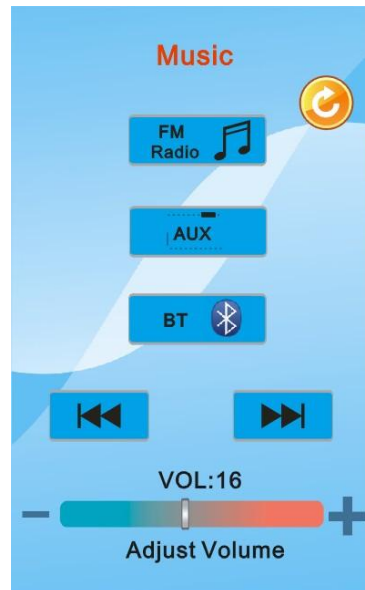 Music
FM
Radio
AUX
BT
VOL:16
Adjust Volume